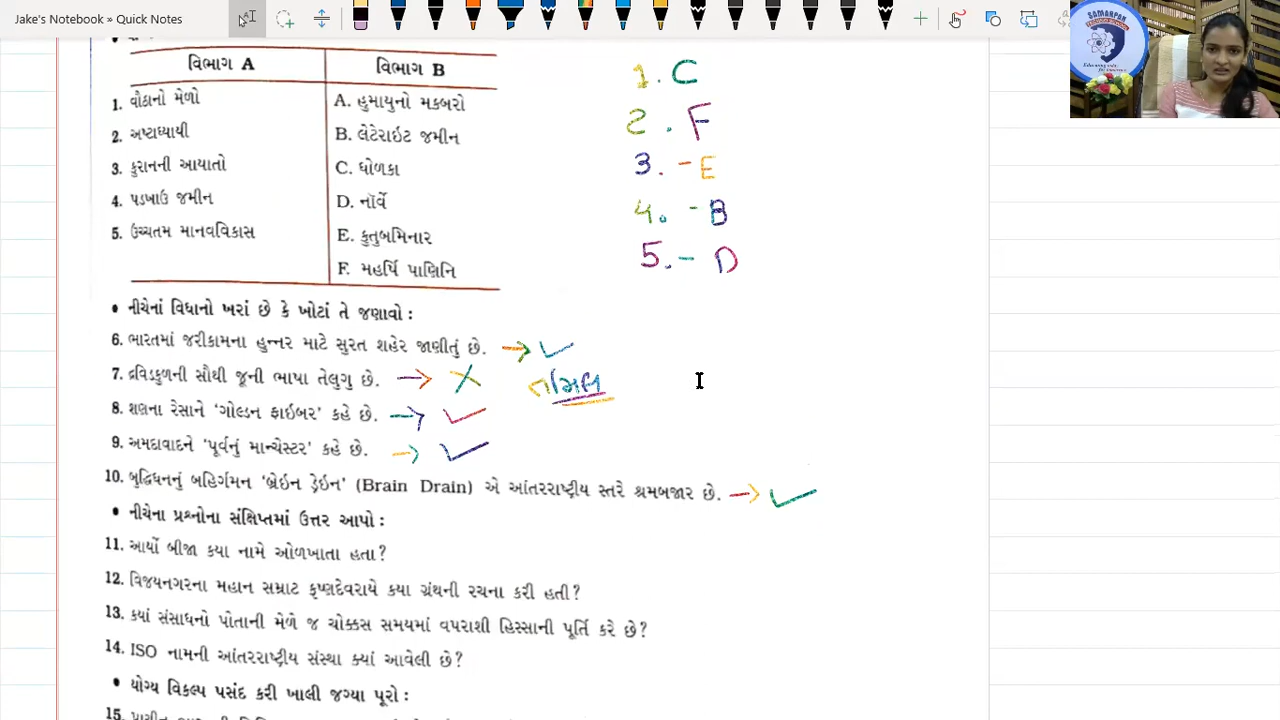 Jake's Notebook » Quick Notes
SAMARPAN
વિભાગ A વિભાગ B
1. વૌઠાનો મેળો A. હુમાયુનો મકબરો
2. અષ્ટાધ્યાયી B. લેટેરાઇટ જમીન
3. કુરાનની આયાતો C. ધોળકા
4. પડખાઉ જમીન D. નૉર્વે
5. ઉચ્ચતમ માનવવિકાસ E. કુતુબમિનાર
F. મહર્ષિ પાણિનિ
1. C
2. F
3. - E
4. - B
5. - D
• નીચેનાં વિધાનો ખરાં છે કે ખોટાં તે જણાવો :
6. ભારતમાં જરીકામના હુન્નર માટે સુરત શહેર જાણીતું છે. → ✓
7. દ્રવિડકુળની સૌથી જૂની ભાષા તેલુગુ છે. → ✗ તમિલ
8. શણના રેસાને 'ગોલ્ડન ફાઇબર' કહે છે. → ✓
9. અમદાવાદને 'પૂર્વનું માન્ચેસ્ટર' કહે છે. → ✓
10. બુદ્ધિધનનું બહિર્ગમન 'બ્રેઇન ડ્રેઇન' (Brain Drain) એ આંતરરાષ્ટ્રીય સ્તરે શ્રમબજાર છે. → ✓
• નીચેના પ્રશ્નોના સંક્ષિપ્તમાં ઉત્તર આપો :
11. આર્યો બીજા કયા નામે ઓળખાતા હતા?
12. વિજયનગરના મહાન સમ્રાટ કૃષ્ણદેવરાયે કયા ગ્રંથની રચના કરી હતી?
13. કયાં સંસાધનો પોતાની મેળે જ ચોક્કસ સમયમાં વપરાશી હિસ્સાની પૂર્તિ કરે છે?
14. ISO નામની આંતરરાષ્ટ્રીય સંસ્થા ક્યાં આવેલી છે?
• યોગ્ય વિકલ્પ પસંદ કરી ખાલી જગ્યા પૂરો :
15.